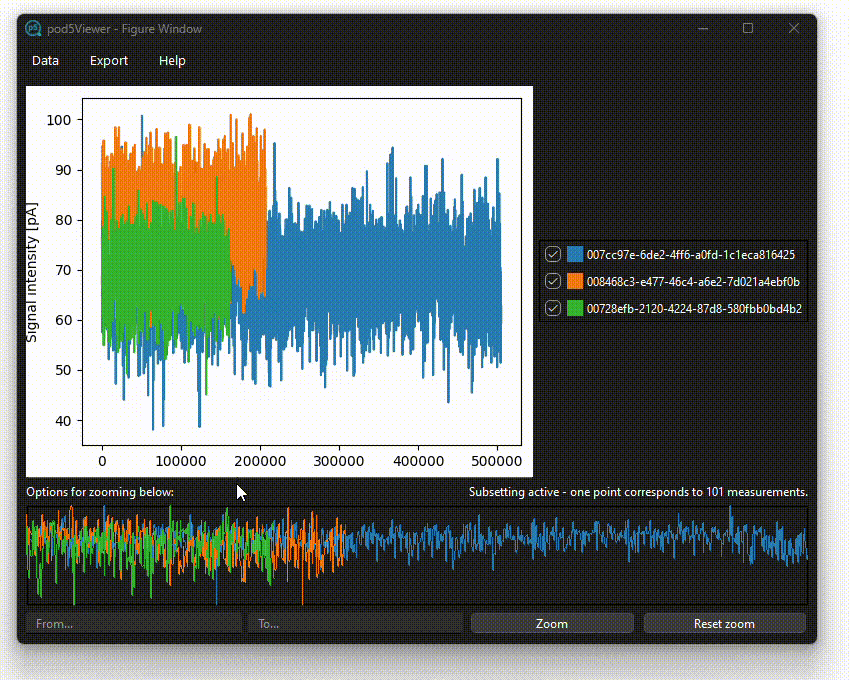 p5
pod5Viewer - Figure Window
Data Export Help
Signal intensity [pA]
100
90
80
70
60
50
40
0 100000 200000 300000 400000 500000
007cc97e-6de2-4ff6-a0fd-1c1eca816425
008468c3-e477-46c4-a6e2-7d021a4ebf0b
00728efb-2120-4224-87d8-580fbb0bd4b2
Options for zooming below:
Subsetting active - one point corresponds to 101 measurements.
From... To... Zoom Reset zoom